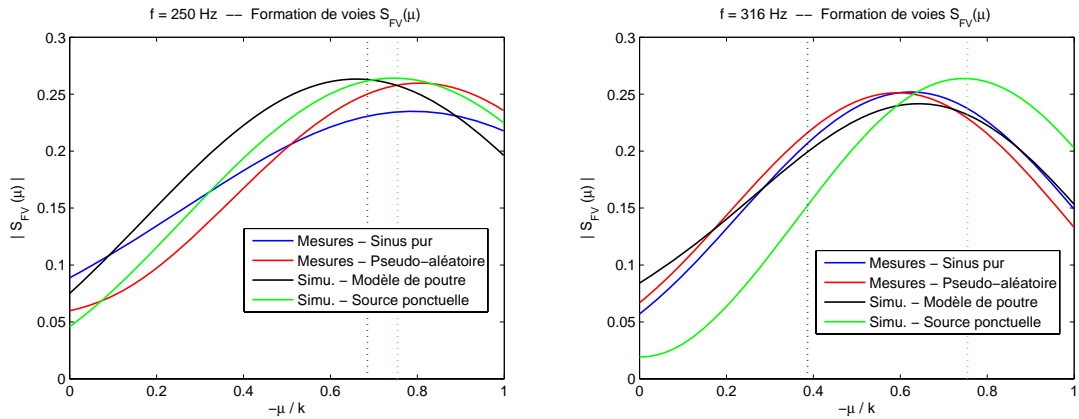 f = 250 Hz −− Formation de voies S_FV(μ)
0.3
0.25
0.2
0.15
0.1
0.05
0
| S_FV (μ) |
Mesures − Sinus pur
Mesures − Pseudo−aléatoire
Simu. − Modèle de poutre
Simu. − Source ponctuelle
0 0.2 0.4 0.6 0.8 1
−μ / k
f = 316 Hz −− Formation de voies S_FV(μ)
0.3
0.25
0.2
0.15
0.1
0.05
0
| S_FV (μ) |
Mesures − Sinus pur
Mesures − Pseudo−aléatoire
Simu. − Modèle de poutre
Simu. − Source ponctuelle
0 0.2 0.4 0.6 0.8 1
−μ / k